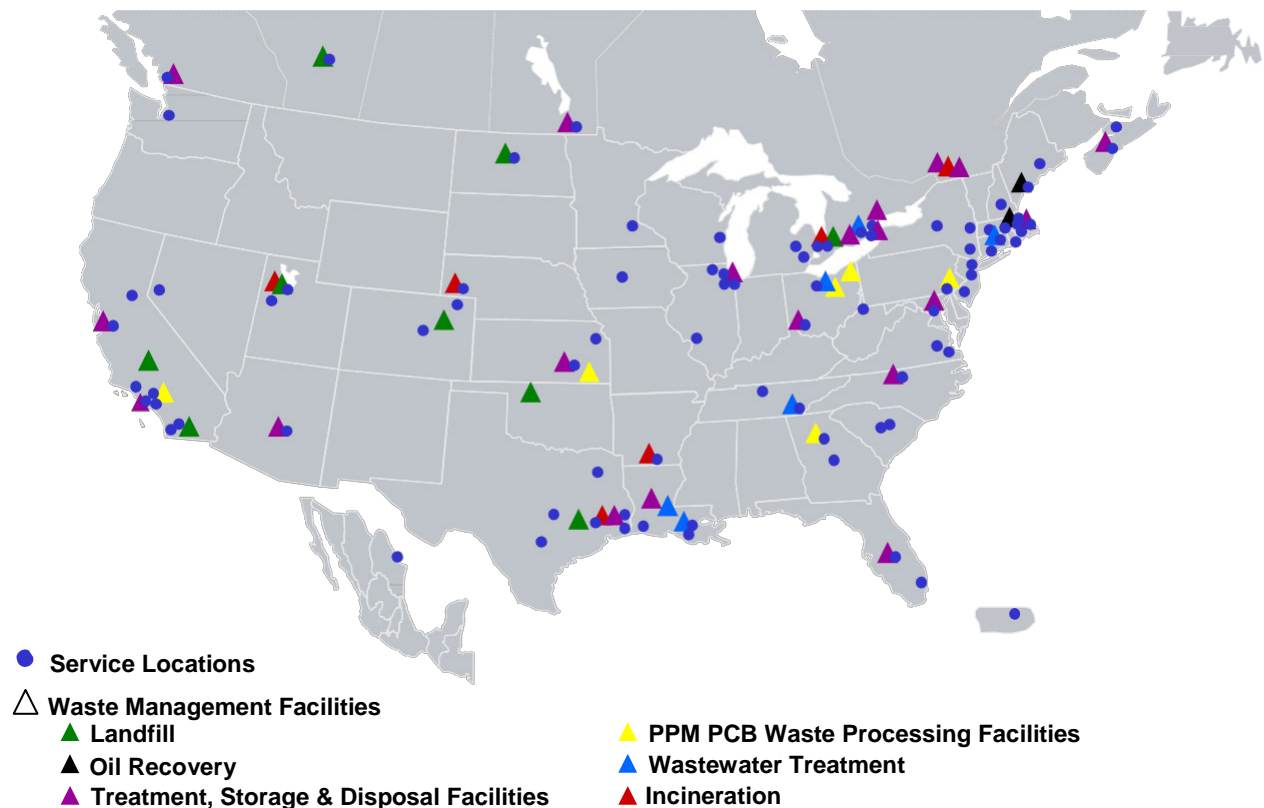 Service Locations
Waste Management Facilities
Landfill
PPM PCB Waste Processing Facilities
Oil Recovery
Wastewater Treatment
Treatment, Storage & Disposal Facilities
Incineration